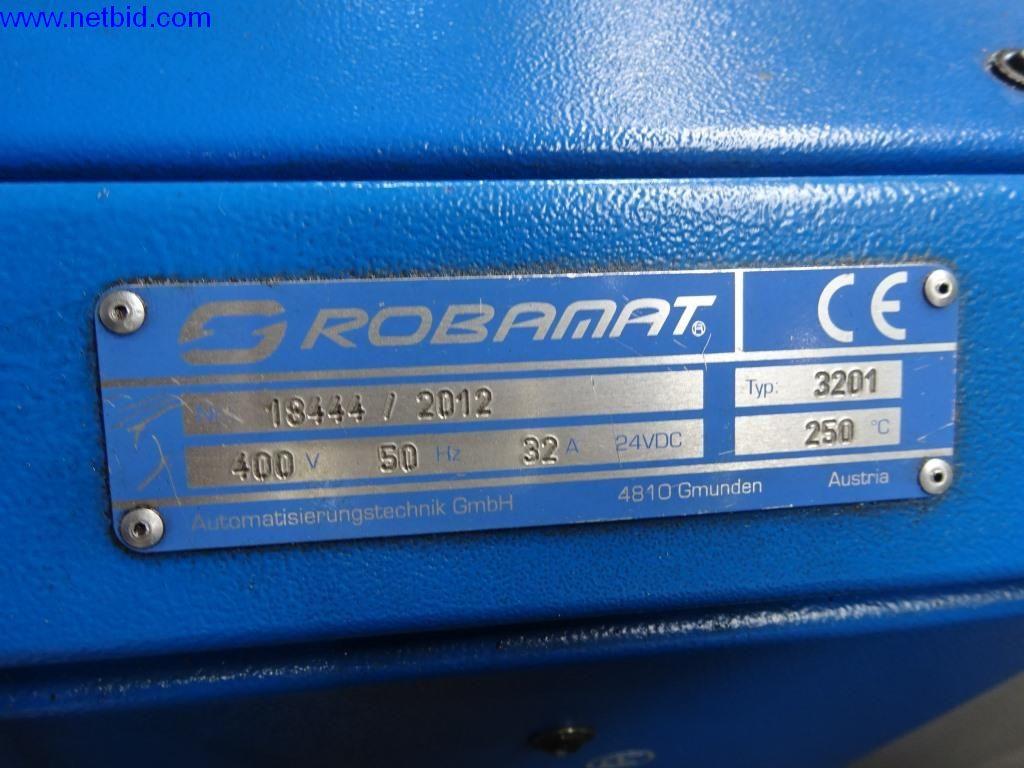 www.netbid.com
ROBAMAT® CE
Nr. 18444 / 2012 Typ: 3201
400 V 50 Hz 32 A 24VDC 250 °C
Automatisierungstechnik GmbH 4810 Gmunden Austria